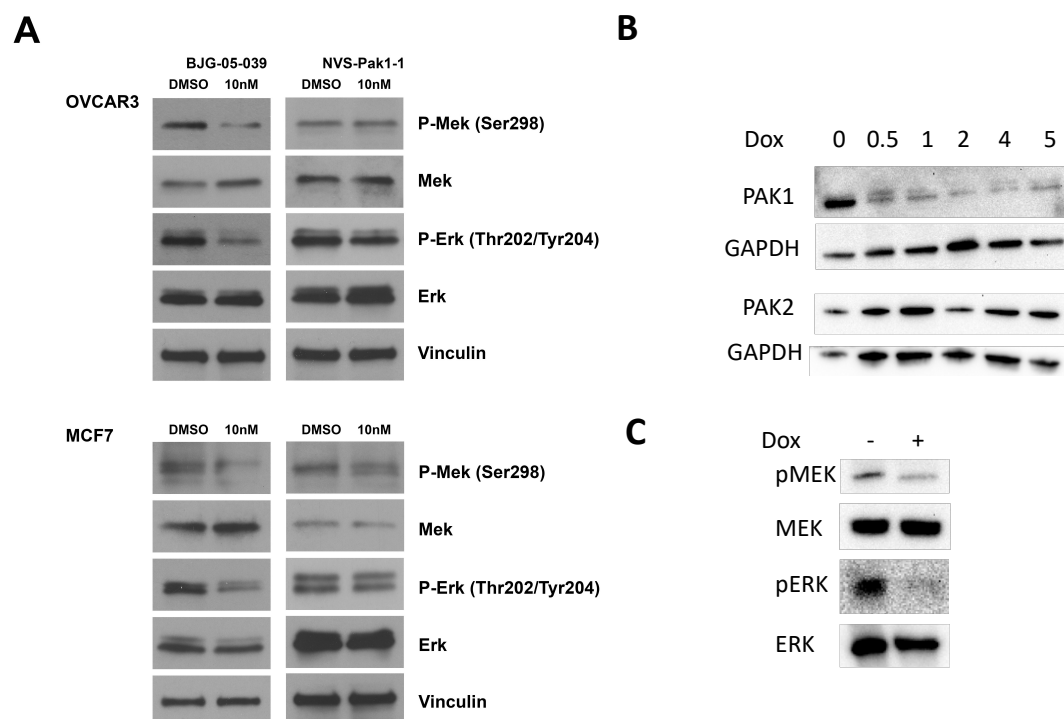 A
BJG-05-039 NVS-Pak1-1
DMSO 10nM DMSO 10nM
OVCAR3
P-Mek (Ser298)
Mek
P-Erk (Thr202/Tyr204)
Erk
Vinculin
MCF7
DMSO 10nM DMSO 10nM
P-Mek (Ser298)
Mek
P-Erk (Thr202/Tyr204)
Erk
Vinculin
B
Dox 0 0.5 1 2 4 5
PAK1
GAPDH
PAK2
GAPDH
C
Dox - +
pMEK
MEK
pERK
ERK